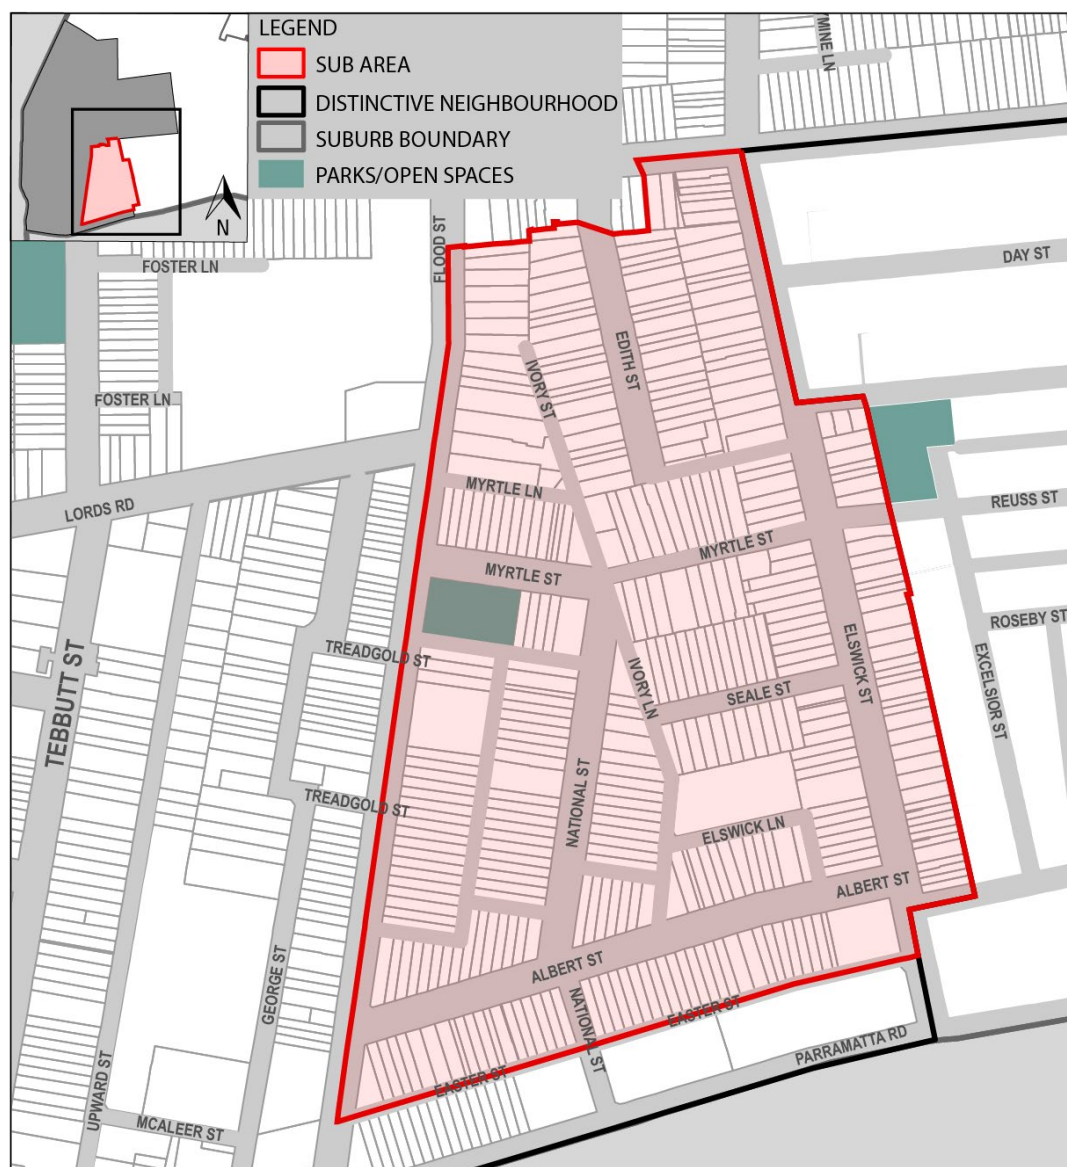 LEGEND
SUB AREA
DISTINCTIVE NEIGHBOURHOOD
SUBURB BOUNDARY
PARKS/OPEN SPACES
N
MINE LN
FLOOD ST
FOSTER LN
DAY ST
EDITH ST
IVORY ST
FOSTER LN
MYRTLE LN
LORDS RD
REUSS ST
MYRTLE ST
MYRTLE ST
ROSEBY ST
TREADGOLD ST
TEBBUTT ST
IVORY LN
ELSWICK ST
EXCELSIOR ST
SEALE ST
TREADGOLD ST
NATIONAL ST
ELSWICK LN
ALBERT ST
ALBERT ST
GEORGE ST
NATIONAL ST
EASTER ST
PARRAMATTA RD
EASTER ST
UPWARD ST
MCALEER ST